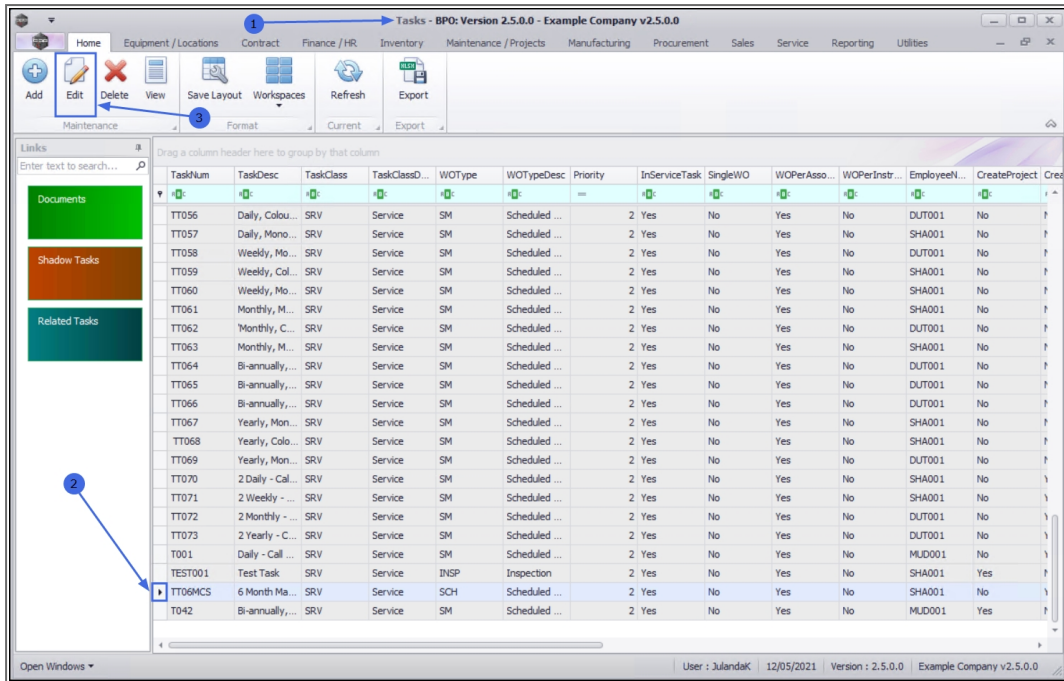 1
Tasks - BPO: Version 2.5.0.0 - Example Company v2.5.0.0
Home Equipment / Locations Contract Finance / HR Inventory Maintenance / Projects Manufacturing Procurement Sales Service Reporting Utilities
Add Edit Delete View Save Layout Workspaces Refresh XLSX Export
3
Maintenance Format Current Export
Links
Drag a column header here to group by that column
Enter text to search...
TaskNum TaskDesc TaskClass TaskClassD... WOType WOTypeDesc Priority InServiceTask SingleWO WOPerAsso... WOPerInstr... EmployeeN... CreateProject Crea
Documents
Shadow Tasks
Related Tasks
TT056 Daily, Colou... SRV Service SM Scheduled ... 2 Yes No Yes No DUT001 No
TT057 Daily, Mono... SRV Service SM Scheduled ... 2 Yes No Yes No SHA001 No
TT058 Weekly, Mo... SRV Service SM Scheduled ... 2 Yes No Yes No DUT001 No
TT059 Weekly, Col... SRV Service SM Scheduled ... 2 Yes No Yes No SHA001 No
TT060 Weekly, Mo... SRV Service SM Scheduled ... 2 Yes No Yes No SHA001 No
TT061 Monthly, M... SRV Service SM Scheduled ... 2 Yes No Yes No SHA001 No
TT062 'Monthly, C... SRV Service SM Scheduled ... 2 Yes No Yes No DUT001 No
TT063 Monthly, M... SRV Service SM Scheduled ... 2 Yes No Yes No SHA001 No
TT064 Bi-annually,... SRV Service SM Scheduled ... 2 Yes No Yes No DUT001 No
TT065 Bi-annually,... SRV Service SM Scheduled ... 2 Yes No Yes No DUT001 No
TT066 Bi-annually,... SRV Service SM Scheduled ... 2 Yes No Yes No DUT001 No
TT067 Yearly, Mon... SRV Service SM Scheduled ... 2 Yes No Yes No SHA001 No
TT068 Yearly, Colo... SRV Service SM Scheduled ... 2 Yes No Yes No SHA001 No
TT069 Yearly, Mon... SRV Service SM Scheduled ... 2 Yes No Yes No DUT001 No
TT070 2 Daily - Cal... SRV Service SM Scheduled ... 2 Yes No Yes No SHA001 No
2
TT071 2 Weekly - ... SRV Service SM Scheduled ... 2 Yes No Yes No SHA001 No
TT072 2 Monthly - ... SRV Service SM Scheduled ... 2 Yes No Yes No DUT001 No
TT073 2 Yearly - C... SRV Service SM Scheduled ... 2 Yes No Yes No DUT001 No
T001 Daily - Call ... SRV Service SM Scheduled ... 2 Yes No Yes No MUD001 No
TEST001 Test Task SRV Service INSP Inspection 2 Yes No Yes No SHA001 Yes
TT06MCS 6 Month Ma... SRV Service SCH Scheduled ... 2 Yes No Yes No SHA001 No
T042 Bi-annually,... SRV Service SM Scheduled ... 2 Yes No Yes No MUD001 Yes
Open Windows User : JulandaK 12/05/2021 Version : 2.5.0.0 Example Company v2.5.0.0